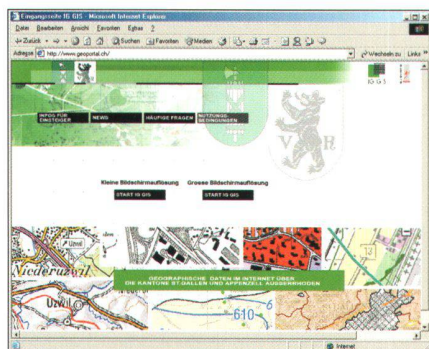 Eingangsseite IG GIS - Microsoft Internet Explorer
Datei Bearbeiten Ansicht Favoriten Extras ?
Zurück Suchen Favoriten Medien
Adresse http://www.geoportal.ch/ Wechseln zu Links
IG G S
INFOS FÜR EINSTEIGER NEWS HÄUFIGE FRAGEN NUTZUNGS BEDINGUNGEN
V R
Kleine Bildschirmauflösung Grosse Bildschirmauflösung
START IG GIS START IG GIS
Uzwil
13
Niederuzwil
GEOGRAPHISCHE DATEN IM INTERNET ÜBER
DIE KANTONE ST.GALLEN UND APPENZELL AUSSERRHODEN
Uzwil
6
610
Internet